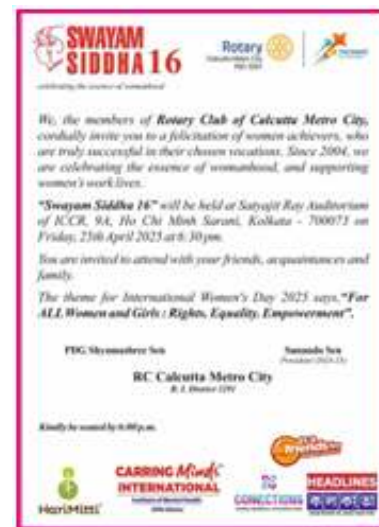 SWAYAM
SIDDHA 16
celebrating the essence of womanhood
Rotary
We, the members of Rotary Club of Calcutta Metro City,
cordially invite you to a felicitation of women achievers, who
are truly successful in their chosen vocations. Since 2004, we
are celebrating the essence of womanhood, and supporting
women's work lives.
"Swayam Siddha 16" will be held at Satyajit Ray Auditorium
of ICCR, 9A, Ho Chi Minh Sarani, Kolkata - 700071 on
Friday, 25th April 2025 at 6:30 pm.
You are invited to attend with your friends, acquaintances and
family.
The theme for International Women's Day 2025 says, "For
ALL Women and Girls : Rights. Equality. Empowerment".
PDG Shyamashree Sen
Sunando Sen
RC Calcutta Metro City
Kindly be seated by 6:00 p.m.
friends
HariMitti
CARRING Minds
INTERNATIONAL
CONECTIONS
HEADLINES